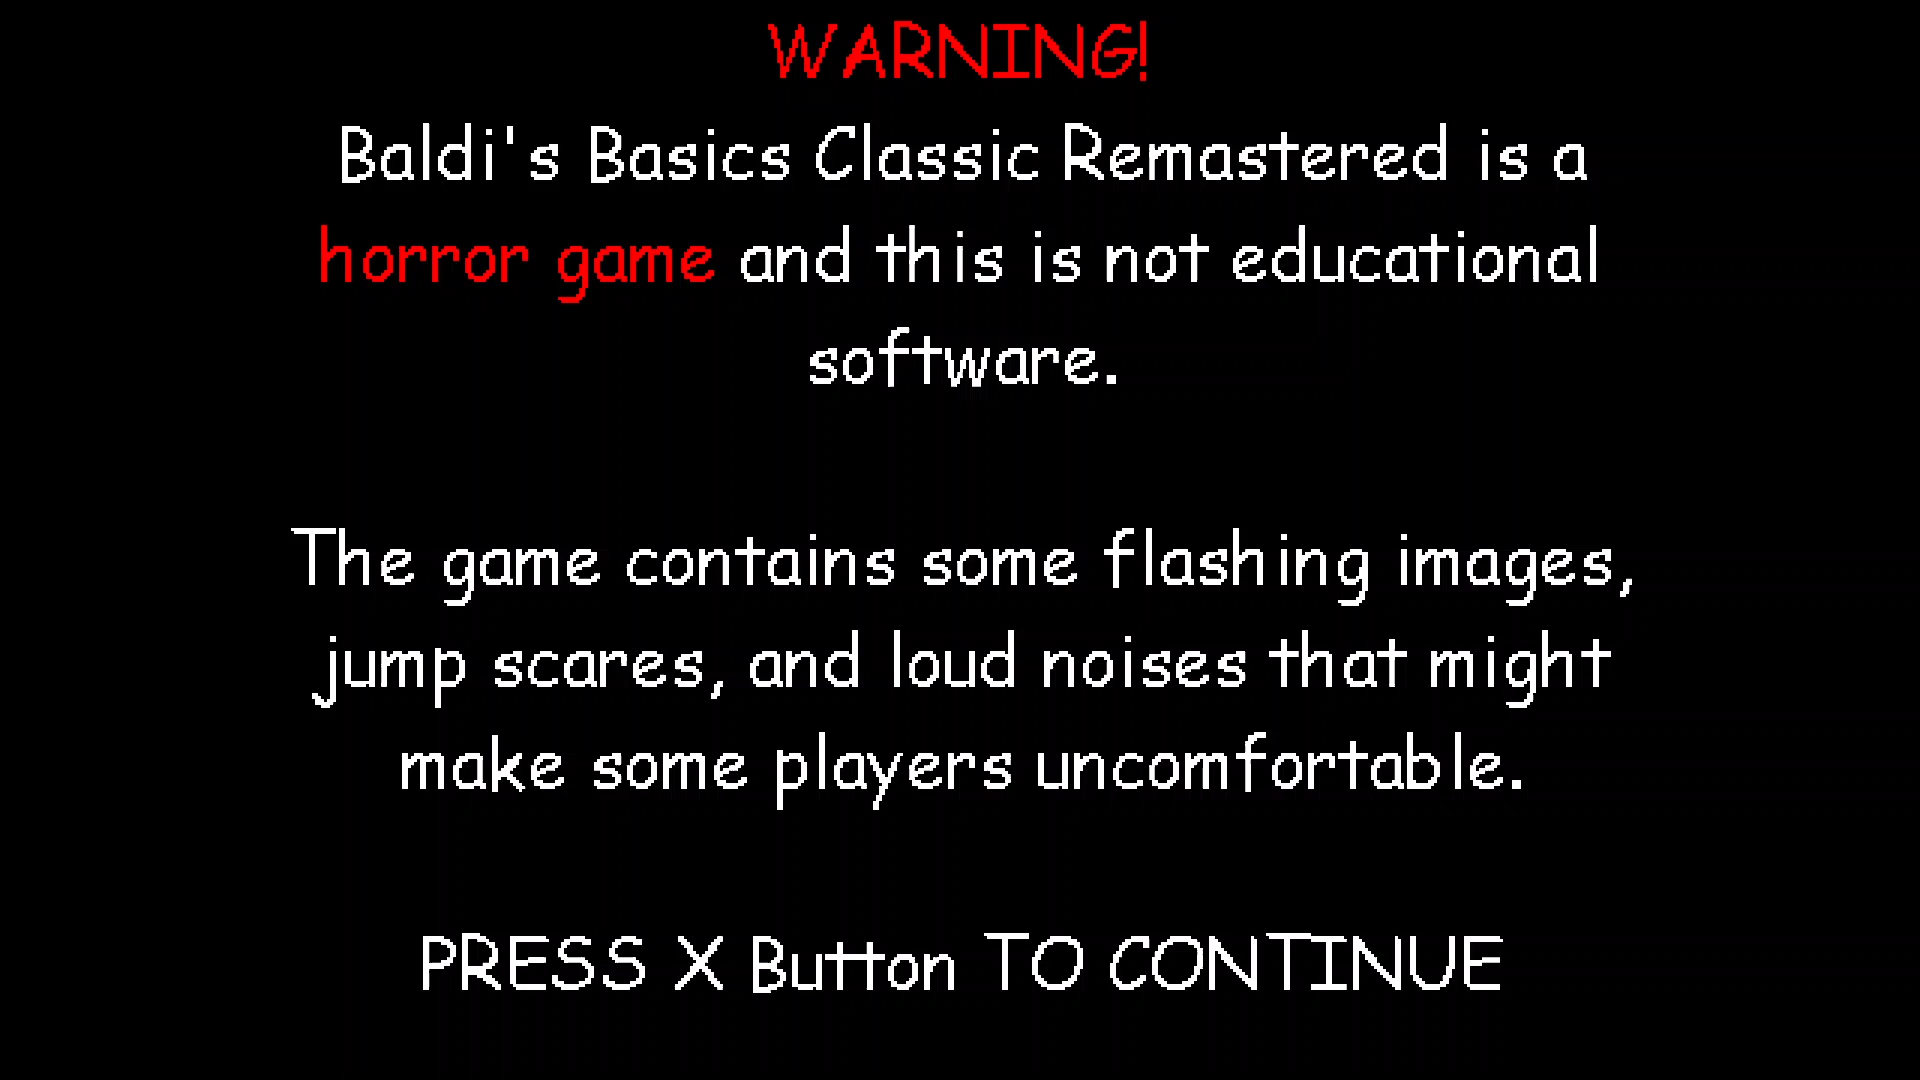 WARNING!
Baldi's Basics Classic Remastered is a
horror game and this is not educational
software.
The game contains some flashing images,
jump scares, and loud noises that might
make some players uncomfortable.
PRESS X Button TO CONTINUE